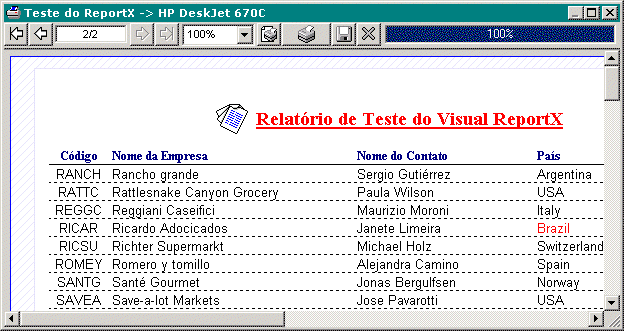 Teste do ReportX -> HP DeskJet 670C
2/2 100% 100%
Relatório de Teste do Visual ReportX
Código Nome da Empresa Nome do Contato País
RANCH Rancho grande Sergio Gutiérrez Argentina
RATTC Rattlesnake Canyon Grocery Paula Wilson USA
REGGC Reggiani Caseifici Maurizio Moroni Italy
RICAR Ricardo Adocicados Janete Limeira Brazil
RICSU Richter Supermarkt Michael Holz Switzerland
ROMEY Romero y tomillo Alejandra Camino Spain
SANTG Santé Gourmet Jonas Bergulfsen Norway
SAVEA Save-a-lot Markets Jose Pavarotti USA